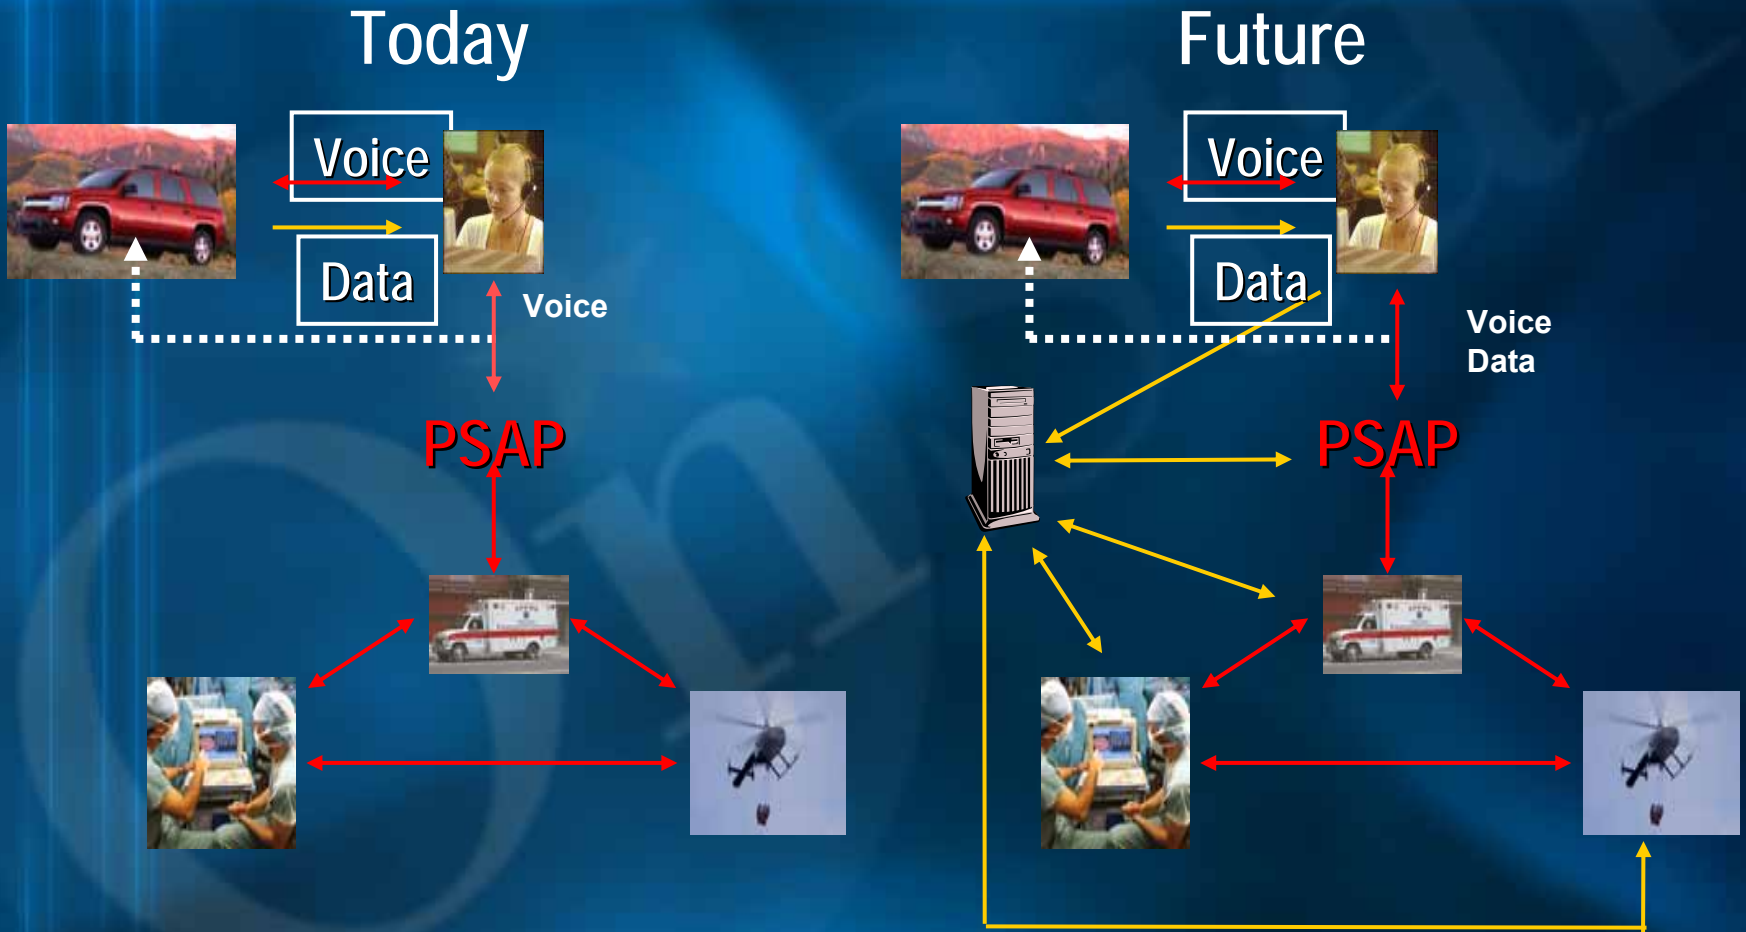 Today
Future
Voice
Data
Voice
PSAP
Voice
Data
Voice
Data
PSAP